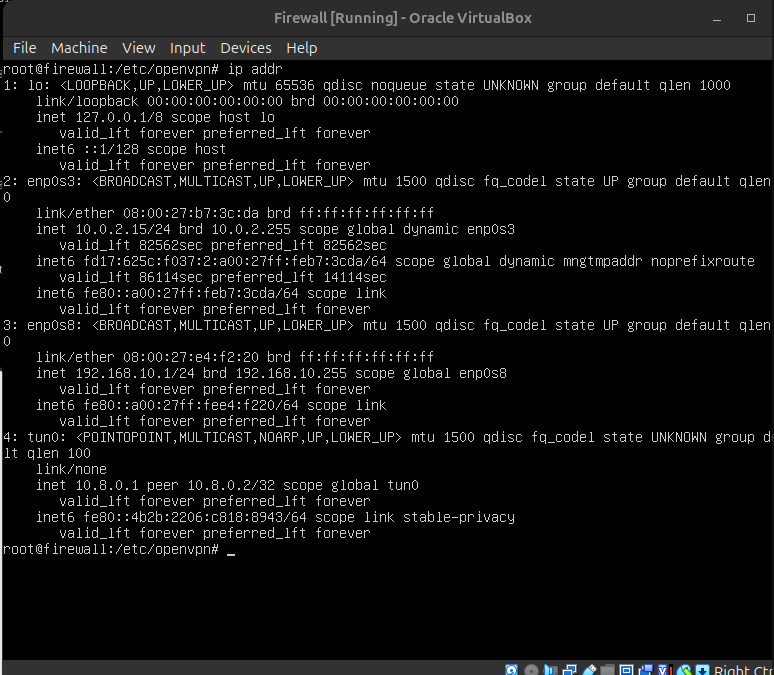 Firewall [Running] - Oracle VirtualBox
File Machine View Input Devices Help
root@firewall:/etc/openvpn# ip addr
1: lo: <LOOPBACK,UP,LOWER_UP> mtu 65536 qdisc noqueue state UNKNOWN group default qlen 1000
    link/loopback 00:00:00:00:00:00 brd 00:00:00:00:00:00
    inet 127.0.0.1/8 scope host lo
       valid_lft forever preferred_lft forever
    inet6 ::1/128 scope host
       valid_lft forever preferred_lft forever
2: enp0s3: <BROADCAST,MULTICAST,UP,LOWER_UP> mtu 1500 qdisc fq_codel state UP group default qlen
0
    link/ether 08:00:27:b7:3c:da brd ff:ff:ff:ff:ff:ff
    inet 10.0.2.15/24 brd 10.0.2.255 scope global dynamic enp0s3
       valid_lft 82562sec preferred_lft 82562sec
    inet6 fd17:625c:f037:2:a00:27ff:feb7:3cda/64 scope global dynamic mngtmpaddr noprefixroute
       valid_lft 86114sec preferred_lft 14114sec
    inet6 fe80::a00:27ff:feb7:3cda/64 scope link
       valid_lft forever preferred_lft forever
3: enp0s8: <BROADCAST,MULTICAST,UP,LOWER_UP> mtu 1500 qdisc fq_codel state UP group default qlen
0
    link/ether 08:00:27:e4:f2:20 brd ff:ff:ff:ff:ff:ff
    inet 192.168.10.1/24 brd 192.168.10.255 scope global enp0s8
       valid_lft forever preferred_lft forever
    inet6 fe80::a00:27ff:fee4:f220/64 scope link
       valid_lft forever preferred_lft forever
4: tun0: <POINTOPOINT,MULTICAST,NOARP,UP,LOWER_UP> mtu 1500 qdisc fq_codel state UNKNOWN group d
lt qlen 100
    link/none
    inet 10.8.0.1 peer 10.8.0.2/32 scope global tun0
       valid_lft forever preferred_lft forever
    inet6 fe80::4b2b:2206:c818:8943/64 scope link stable-privacy
       valid_lft forever preferred_lft forever
root@firewall:/etc/openvpn# _
Right